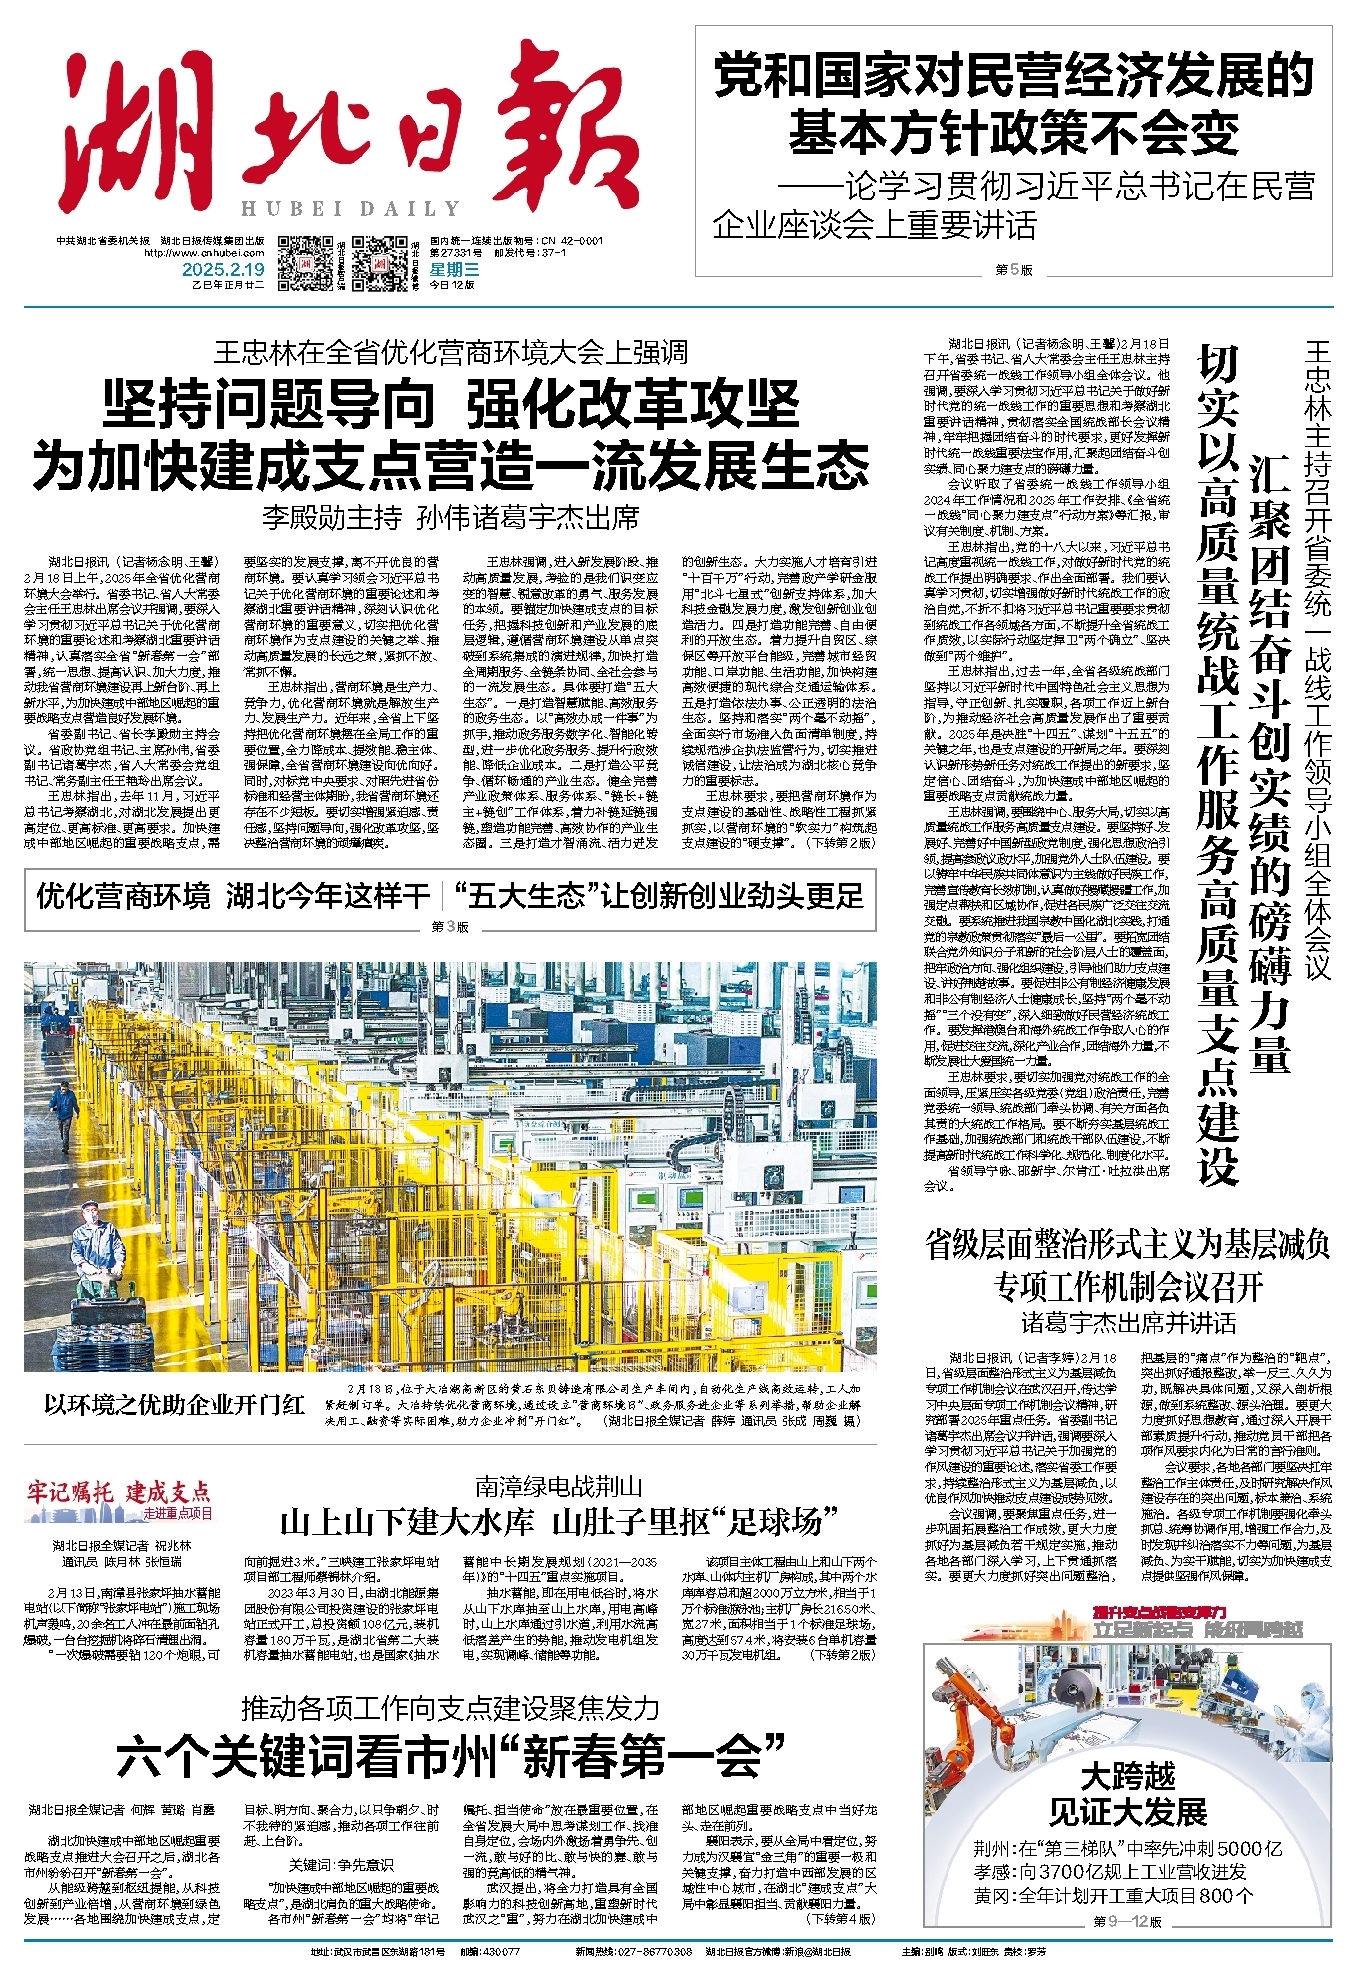 湖北日報
HUBEI DAILY
中共湖北省委机关报 湖北日报传媒集团出版
http://www.cnhubei.com
2025.2.19
乙巳年正月廿二
国内统一连续出版物号:CN 42-0001
第27331号 邮发代号:37-1
星期三
今日12版
党和国家对民营经济发展的
基本方针政策不会变
——论学习贯彻习近平总书记在民营
企业座谈会上重要讲话
第5版
王忠林在全省优化营商环境大会上强调
坚持问题导向 强化改革攻坚
为加快建成支点营造一流发展生态
李殿勋主持 孙伟诸葛宇杰出席
湖北日报讯(记者杨念明、王馨)
2月18日上午,2025年全省优化营商
环境大会举行。省委书记、省人大常委
会主任王忠林出席会议并强调,要深入
学习贯彻习近平总书记关于优化营商
环境的重要论述和考察湖北重要讲话
精神,认真落实全省“新春第一会”部
署,统一思想、提高认识、加大力度,推
动我省营商环境建设再上新台阶、再上
新水平,为加快建成中部地区崛起的重
要战略支点营造良好发展环境。
省委副书记、省长李殿勋主持会
议。省政协党组书记、主席孙伟,省委
副书记诸葛宇杰,省人大常委会党组
书记、常务副主任王艳玲出席会议。
王忠林指出,去年11月,习近平
总书记考察湖北,对湖北发展提出更
高定位、更高标准、更高要求。加快建
成中部地区崛起的重要战略支点,需
要坚实的发展支撑,离不开优良的营
商环境。要认真学习领会习近平总书
记关于优化营商环境的重要论述和考
察湖北重要讲话精神,深刻认识优化
营商环境的重要意义,切实把优化营
商环境作为支点建设的关键之举、推
动高质量发展的长远之策,紧抓不放、
常抓不懈。
王忠林指出,营商环境是生产力、
竞争力,优化营商环境就是解放生产
力、发展生产力。近年来,全省上下坚
持把优化营商环境摆在全局工作的重
要位置,全力降成本、提效能、稳主体、
强保障,全省营商环境建设向优向好。
同时,对标党中央要求、对照先进省份
标准和经营主体期盼,我省营商环境还
存在不少短板。要切实增强紧迫感、责
任感,坚持问题导向,强化改革攻坚,坚
决整治营商环境的顽瘴痼疾。
王忠林强调,进入新发展阶段、推
动高质量发展,考验的是我们识变应
变的智慧、锐意改革的勇气、服务发展
的本领。要锚定加快建成支点的目标
任务,把握科技创新和产业发展的底
层逻辑,遵循营商环境建设从单点突
破到系统集成的演进规律,加快打造
全周期服务、全链条协同、全社会参与
的一流发展生态。具体要打造“五大
生态”。一是打造智慧赋能、高效服务
的政务生态。以“高效办成一件事”为
抓手,推动政务服务数字化、智能化转
型,进一步优化政务服务、提升行政效
能、降低企业成本。二是打造公平竞
争、循环畅通的产业生态。健全完善
产业政策体系、服务体系、“链长+链
主+链创”工作体系,着力补链延链强
链,塑造功能完善、高效协作的产业生
态圈。三是打造才智涌流、活力迸发
的创新生态。大力实施人才培育引进
“十百千万”行动,完善政产学研金服
用“北斗七星式”创新支持体系,加大
科技金融发展力度,激发创新创业创
造活力。四是打造功能完善、自由便
利的开放生态。着力提升自贸区、综
保区等开放平台能级,完善城市经贸
功能、口岸功能、生活功能,加快构建
高效便捷的现代综合交通运输体系。
五是打造依法办事、公正透明的法治
生态。坚持和落实“两个毫不动摇”,
全面实行市场准入负面清单制度,持
续规范涉企执法监管行为,切实推进
诚信建设,让法治成为湖北核心竞争
力的重要标志。
王忠林要求,要把营商环境作为
支点建设的基础性、战略性工程抓紧
抓实,以营商环境的“软实力”构筑起
支点建设的“硬支撑”。(下转第2版)
优化营商环境 湖北今年这样干
“五大生态”让创新创业劲头更足
第3版
以环境之优助企业开门红
2月18日,位于大冶湖高新区的黄石东贝铸造有限公司生产车间内,自动化生产线高效运转,工人加
紧赶制订单。大冶持续优化营商环境,通过设立“营商环境日”、政务服务进企业等系列举措,帮助企业解
决用工、融资等实际困难,助力企业冲刺“开门红”。(湖北日报全媒记者 薛婷 通讯员 张成 周巍 摄)
牢记嘱托 建成支点
走进重点项目
南漳绿电战荆山
山上山下建大水库 山肚子里抠“足球场”
湖北日报全媒记者 祝兆林
通讯员 陈月林 张恒瑞
2月13日,南漳县张家坪抽水蓄能
电站(以下简称“张家坪电站”)施工现场
机声轰鸣,20余名工人冲在最前面钻孔
爆破,一台台挖掘机将碎石清理出洞。
“一次爆破需要钻120个炮眼,可
向前掘进3米。”三峡建工张家坪电站
项目部工程师蔡锦林介绍。
2023年3月30日,由湖北能源集
团股份有限公司投资建设的张家坪电
站正式开工,总投资额108亿元,装机
容量180万千瓦,是湖北省第二大装
机容量抽水蓄能电站,也是国家《抽水
蓄能中长期发展规划(2021—2035
年)》的“十四五”重点实施项目。
抽水蓄能,即在用电低谷时,将水
从山下水库抽至山上水库,用电高峰
时,山上水库通过引水道,利用水流高
低落差产生的势能,推动发电机组发
电,实现调峰、储能等功能。
该项目主体工程由山上和山下两个
水库、山体内主机厂房构成,其中两个水
库库容总和超2000万立方米,相当于1
万个标准游泳池;主机厂房长216.50米、
宽27米,面积相当于1个标准足球场,
高度达到57.4米,将安装6台单机容量
30万千瓦发电机组。(下转第2版)
推动各项工作向支点建设聚焦发力
六个关键词看市州“新春第一会”
湖北日报全媒记者 何辉 黄璐 肖露
湖北加快建成中部地区崛起重要
战略支点推进大会召开之后,湖北各
市州纷纷召开“新春第一会”。
从能级跨越到枢纽提能,从科技
创新到产业倍增,从营商环境到绿色
发展……各地围绕加快建成支点,定
目标、明方向、聚合力,以只争朝夕、时
不我待的紧迫感,推动各项工作往前
赶、上台阶。
关键词:争先意识
“加快建成中部地区崛起的重要战
略支点”,是湖北肩负的重大战略使命。
各市州“新春第一会”均将“牢记
嘱托、担当使命”放在最重要位置,在
全省发展大局中思考谋划工作、找准
自身定位,会场内外激扬着勇争先、创
一流,敢与好的比、敢与快的赛、敢与
强的竞高低的精气神。
武汉提出,将全力打造具有全国
影响力的科技创新高地,重塑新时代
武汉之“重”,努力在湖北加快建成中
部地区崛起重要战略支点中当好龙
头、走在前列。
襄阳表示,要从全局中看定位,努
力成为汉襄宜“金三角”的重要一极和
关键支撑,奋力打造中西部发展的区
域性中心城市,在湖北“建成支点”大
局中彰显襄阳担当、贡献襄阳力量。
(下转第4版)
王忠林主持召开省委统一战线工作领导小组全体会议
汇聚团结奋斗创实绩的磅礴力量
切实以高质量统战工作服务高质量支点建设
湖北日报讯(记者杨念明、王馨)2月18日
下午,省委书记、省人大常委会主任王忠林主持
召开省委统一战线工作领导小组全体会议。他
强调,要深入学习贯彻习近平总书记关于做好新
时代党的统一战线工作的重要思想和考察湖北
重要讲话精神,贯彻落实全国统战部长会议精
神,牢牢把握团结奋斗的时代要求,更好发挥新
时代统一战线重要法宝作用,汇聚起团结奋斗创
实绩、同心聚力建支点的磅礴力量。
会议听取了省委统一战线工作领导小组
2024年工作情况和2025年工作安排、《全省统
一战线“同心聚力建支点”行动方案》等汇报,审
议有关制度、机制、方案。
王忠林指出,党的十八大以来,习近平总书
记高度重视统一战线工作,对做好新时代党的统
战工作提出明确要求、作出全面部署。我们要认
真学习贯彻,切实增强做好新时代统战工作的政
治自觉,不折不扣将习近平总书记重要要求贯彻
到统战工作各领域各方面,不断提升全省统战工
作质效,以实际行动坚定捍卫“两个确立”、坚决
做到“两个维护”。
王忠林指出,过去一年,全省各级统战部门
坚持以习近平新时代中国特色社会主义思想为
指导,守正创新、扎实履职,各项工作迈上新台
阶,为推动经济社会高质量发展作出了重要贡
献。2025年是决胜“十四五”、谋划“十五五”的
关键之年,也是支点建设的开新局之年。要深刻
认识新形势新任务对统战工作提出的新要求,坚
定信心、团结奋斗,为加快建成中部地区崛起的
重要战略支点贡献统战力量。
王忠林强调,要围绕中心、服务大局,切实以高
质量统战工作服务高质量支点建设。要坚持好、发
展好、完善好中国新型政党制度,强化思想政治引
领,提高参政议政水平,加强党外人士队伍建设。要
以铸牢中华民族共同体意识为主线做好民族工作,
完善宣传教育长效机制,认真做好援藏援疆工作,加
强定点帮扶和区域协作,促进各民族广泛交往交流
交融。要系统推进我国宗教中国化湖北实践,打通
党的宗教政策贯彻落实“最后一公里”。要拓宽团结
联合党外知识分子和新的社会阶层人士的覆盖面,
把牢政治方向、强化组织建设,引导他们助力支点建
设、讲好荆楚故事。要促进非公有制经济健康发展
和非公有制经济人士健康成长,坚持“两个毫不动
摇”“三个没有变”,深入细致做好民营经济统战工
作。要发挥港澳台和海外统战工作争取人心的作
用,促进交往交流,深化产业合作,团结海外力量,不
断发展壮大爱国统一力量。
王忠林要求,要切实加强党对统战工作的全
面领导,压紧压实各级党委(党组)政治责任,完善
党委统一领导、统战部门牵头协调、有关方面各负
其责的大统战工作格局。要不断夯实基层统战工
作基础,加强统战部门和统战干部队伍建设,不断
提高新时代统战工作科学化、规范化、制度化水平。
省领导宁咏、邵新宇、尔肯江·吐拉洪出席
会议。
省级层面整治形式主义为基层减负
专项工作机制会议召开
诸葛宇杰出席并讲话
湖北日报讯(记者李婷)2月18
日,省级层面整治形式主义为基层减负
专项工作机制会议在武汉召开,传达学
习中央层面专项工作机制会议精神,研
究部署2025年重点任务。省委副书记
诸葛宇杰出席会议并讲话,强调要深入
学习贯彻习近平总书记关于加强党的
作风建设的重要论述,落实省委工作要
求,持续整治形式主义为基层减负,以
优良作风加快推动支点建设成势见效。
会议强调,要聚焦重点任务,进一
步巩固拓展整治工作成效,更大力度
抓好为基层减负若干规定实施,推动
各地各部门深入学习,上下贯通抓落
实。要更大力度抓好突出问题整治,
把基层的“痛点”作为整治的“靶点”,
突出抓好通报整改,举一反三、久久为
功,既解决具体问题,又深入剖析根
源,做到系统整改、源头治理。要更大
力度抓好思想教育,通过深入开展干
部素质提升行动,推动党员干部把各
项作风要求内化为日常的言行准则。
会议要求,各地各部门要坚决扛牢
整治工作主体责任,及时研究解决作风
建设存在的突出问题,标本兼治、系统
施治。各级专项工作机制要强化牵头
抓总、统筹协调作用,增强工作合力,及
时发现并纠治落实不力等问题,为基层
减负、为实干赋能,切实为加快建成支
点提供坚强作风保障。
提升支点战略支撑力
立足新起点 能级再跨越
大跨越
见证大发展
荆州:在“第三梯队”中率先冲刺5000亿
孝感:向3700亿规上工业营收进发
黄冈:全年计划开工重大项目800个
第9—12版
地址:武汉市武昌区东湖路181号 邮编:430077 新闻热线:027-86770308 湖北日报官方微博:新浪@湖北日报 主编:别鸣 版式:刘阳东 责校:罗芳